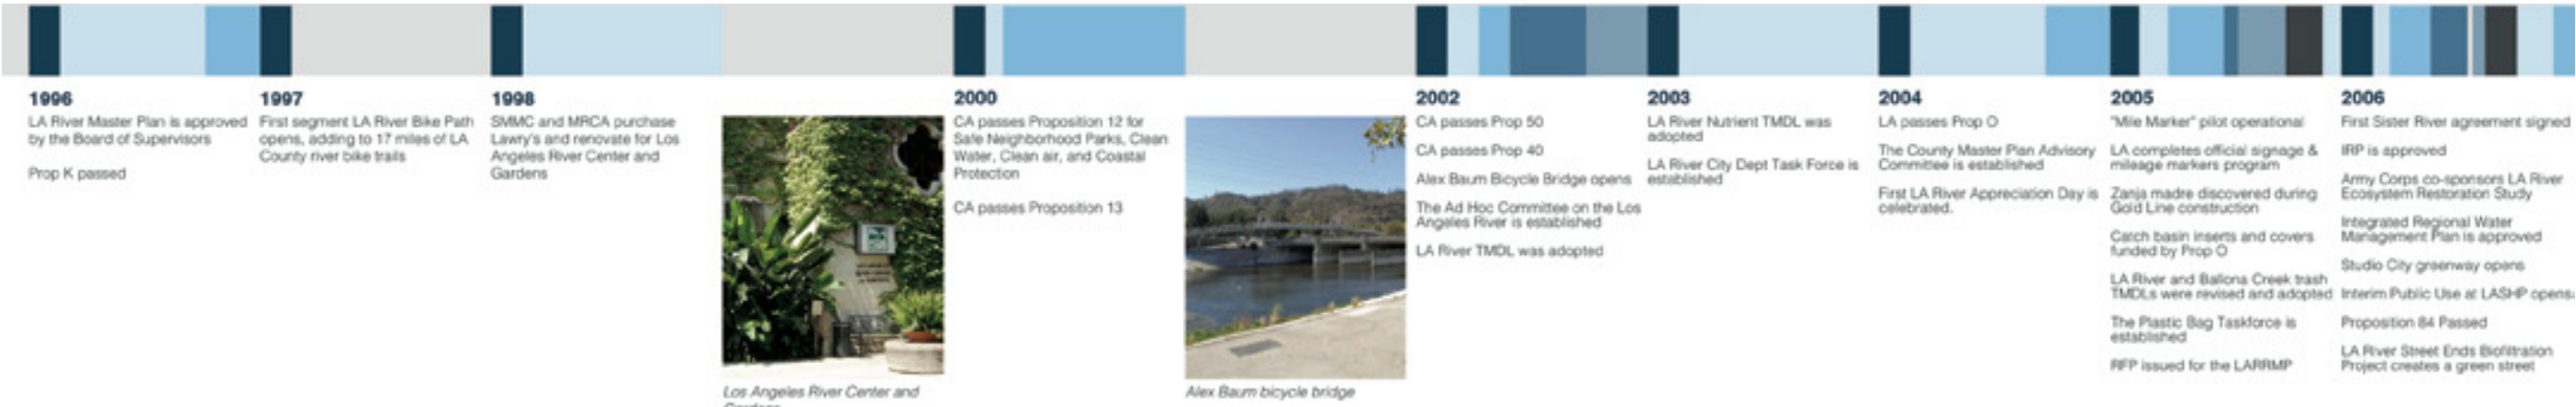 1996
LA River Master Plan is approved
by the Board of Supervisors
Prop K passed
1997
First segment LA River Bike Path
opens, adding to 17 miles of LA
County river bike trails
1998
SMMC and MRCA purchase
Lawry's and renovate for Los
Angeles River Center and
Gardens
Los Angeles River Center and
Gardens
2000
CA passes Proposition 12 for
Safe Neighborhood Parks, Clean
Water, Clean air, and Coastal
Protection
CA passes Proposition 13
Alex Baum bicycle bridge
2002
CA passes Prop 50
CA passes Prop 40
Alex Baum Bicycle Bridge opens
The Ad Hoc Committee on the Los
Angeles River is established
LA River TMDL was adopted
2003
LA River Nutrient TMDL was
adopted
LA River City Dept Task Force is
established
2004
LA passes Prop O
The County Master Plan Advisory
Committee is established
First LA River Appreciation Day is
celebrated.
2005
"Mile Marker" pilot operational
LA completes official signage &
mileage markers program
Zanja madre discovered during
Gold Line construction
Catch basin inserts and covers
funded by Prop O
LA River and Ballona Creek trash
TMDLs were revised and adopted
The Plastic Bag Taskforce is
established
RFP issued for the LARRMP
2006
First Sister River agreement signed
IRP is approved
Army Corps co-sponsors LA River
Ecosystem Restoration Study
Integrated Regional Water
Management Plan is approved
Studio City greenway opens
Interim Public Use at LASHP opens
Proposition 84 Passed
LA River Street Ends Biofiltration
Project creates a green street